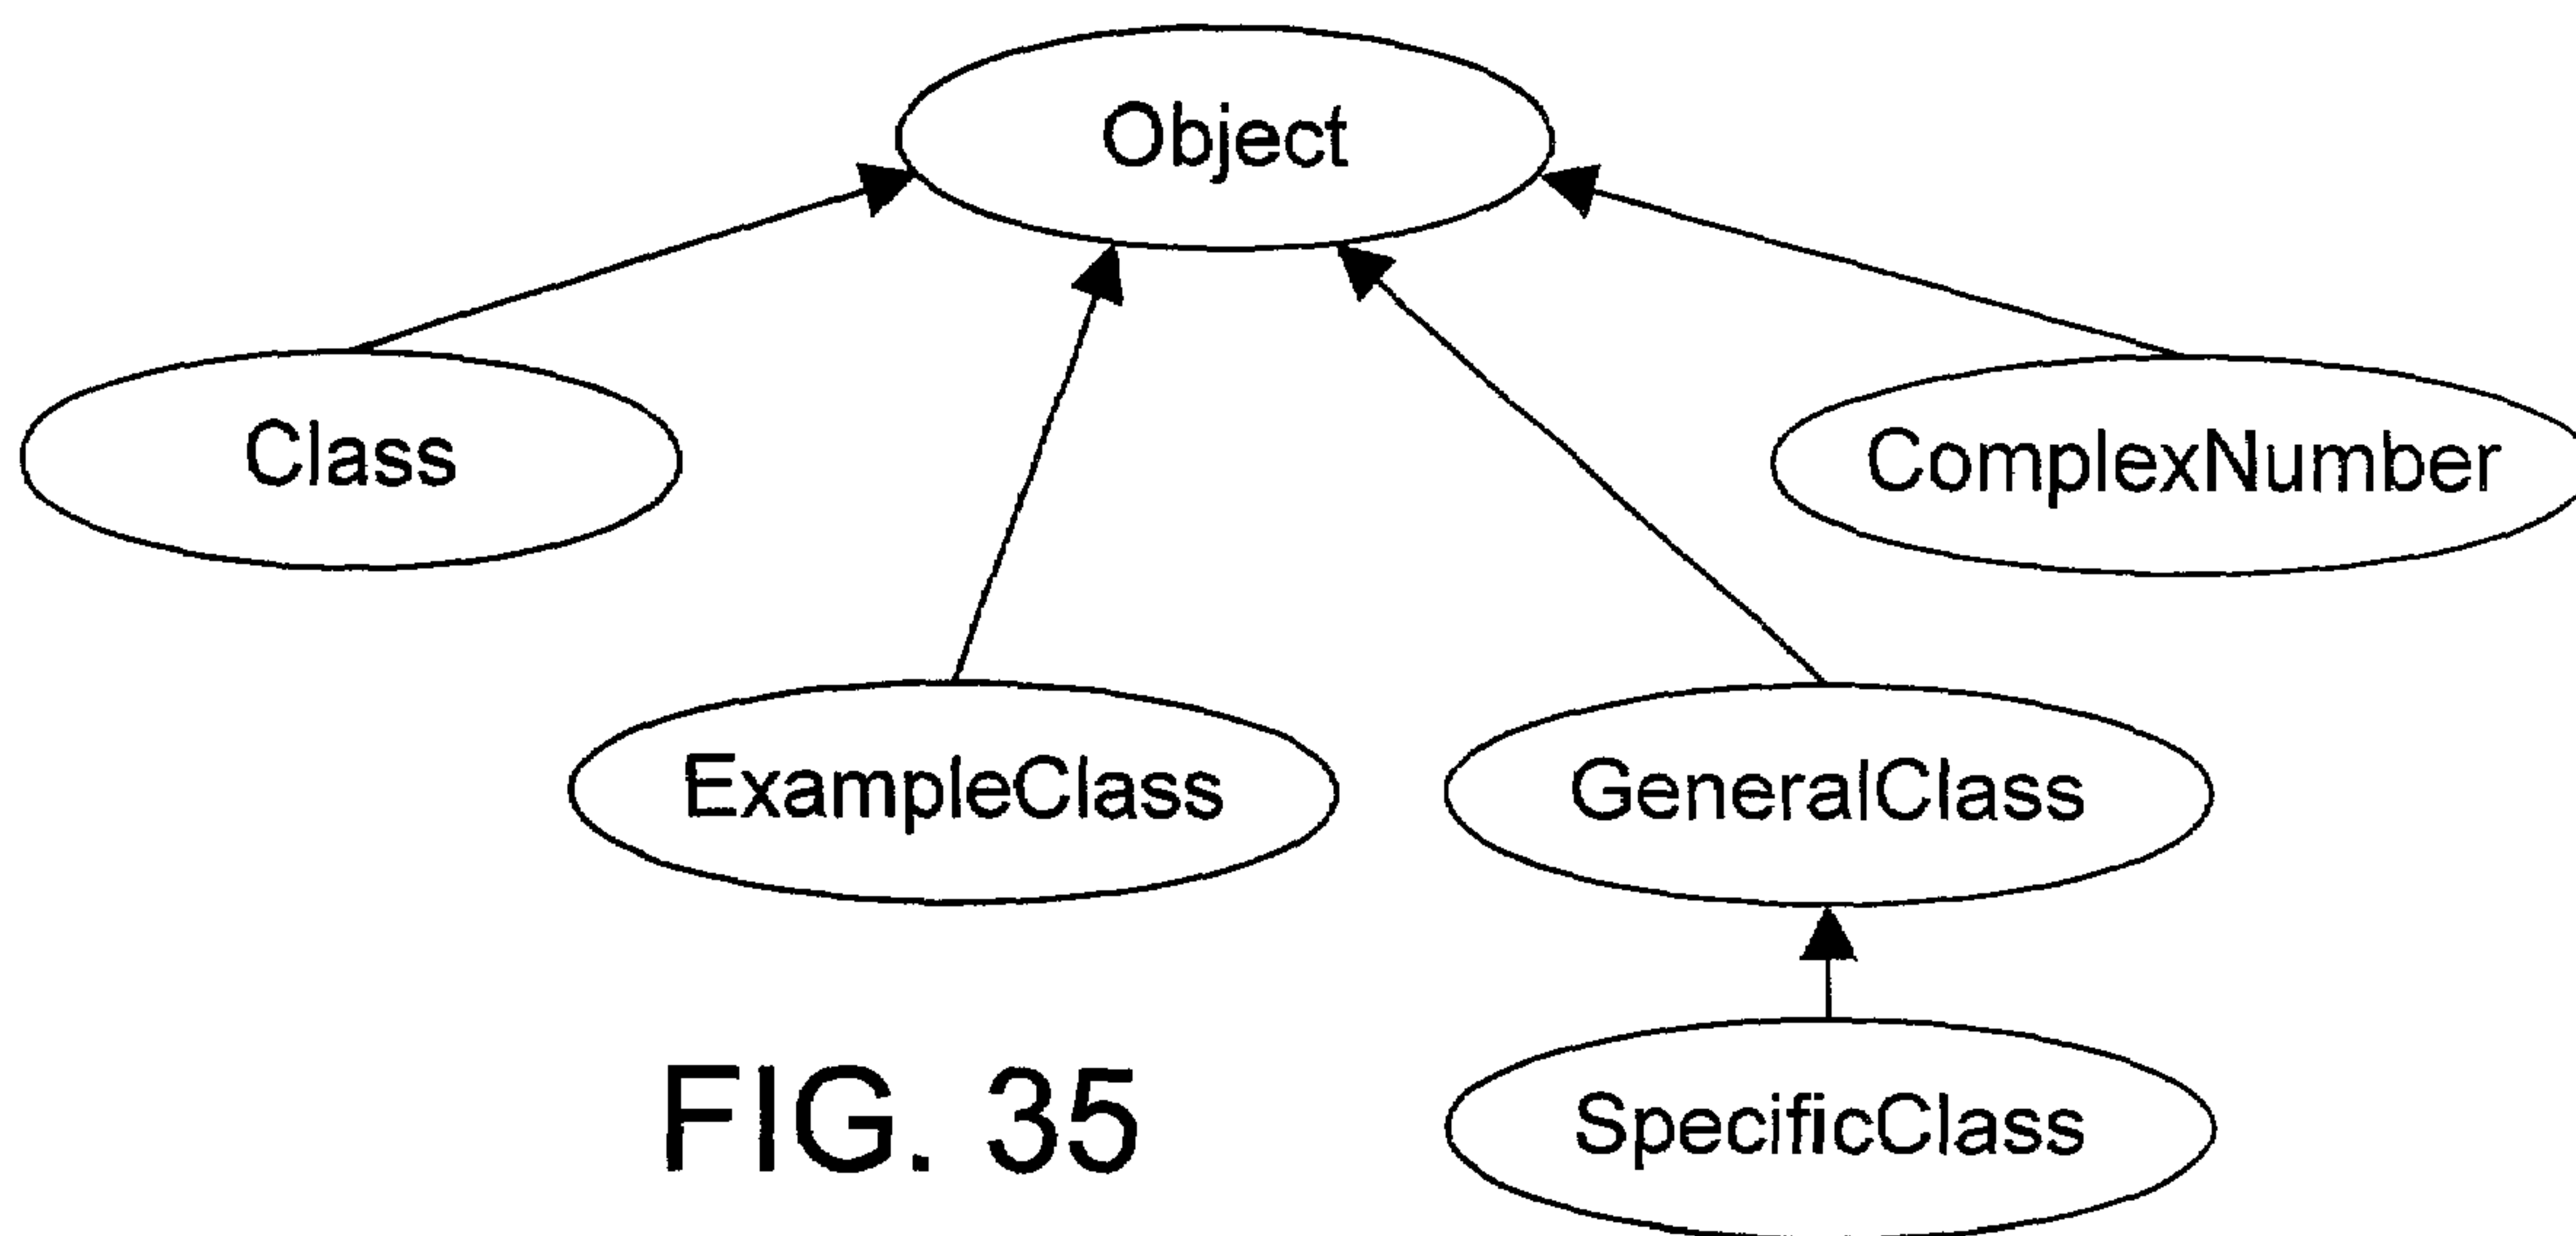 Object
Class
ComplexNumber
ExampleClass
GeneralClass
SpecificClass
FIG. 35